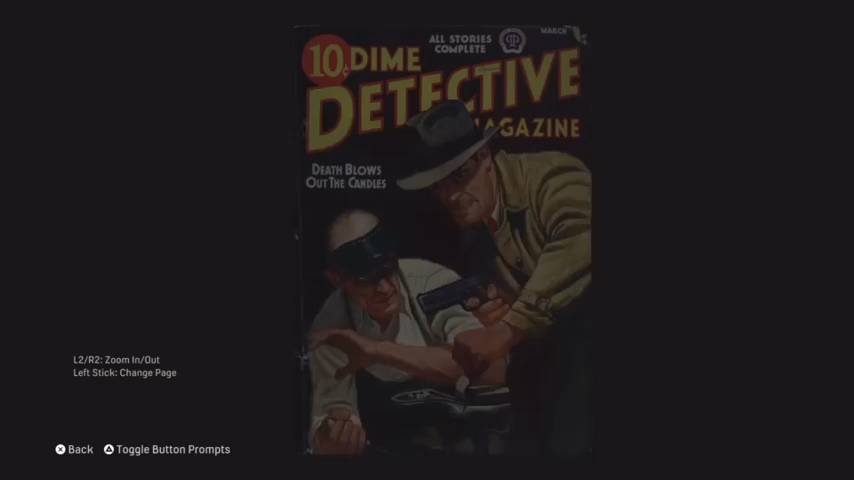 ALL STORIES
COMPLETE
MARCH
10¢ DIME
DETECTIVE
MAGAZINE
DEATH BLOWS
OUT THE CANDLES
L2/R2: Zoom In/Out
Left Stick: Change Page
Back
Toggle Button Prompts